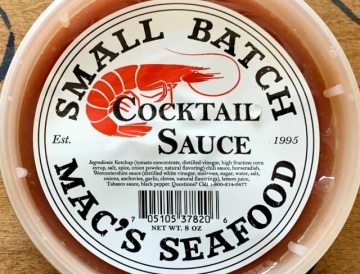 SMALL BATCH
COCKTAIL
SAUCE
Est.
1995
Ingredients: Ketchup (tomato concentrate, distilled vinegar, high fructose corn
syrup, salt, spice, onion powder, natural flavoring) chili sauce, horseradish,
Worcestershire sauce (distilled white vinegar, molasses, sugar, water, salt,
onions, anchovies, garlic, cloves, natural flavorings), lemon juice,
Tabasco sauce, black pepper. Questions? Call
7 05105 37820 6
NET WT. 8 OZ
MAC'S SEAFOOD